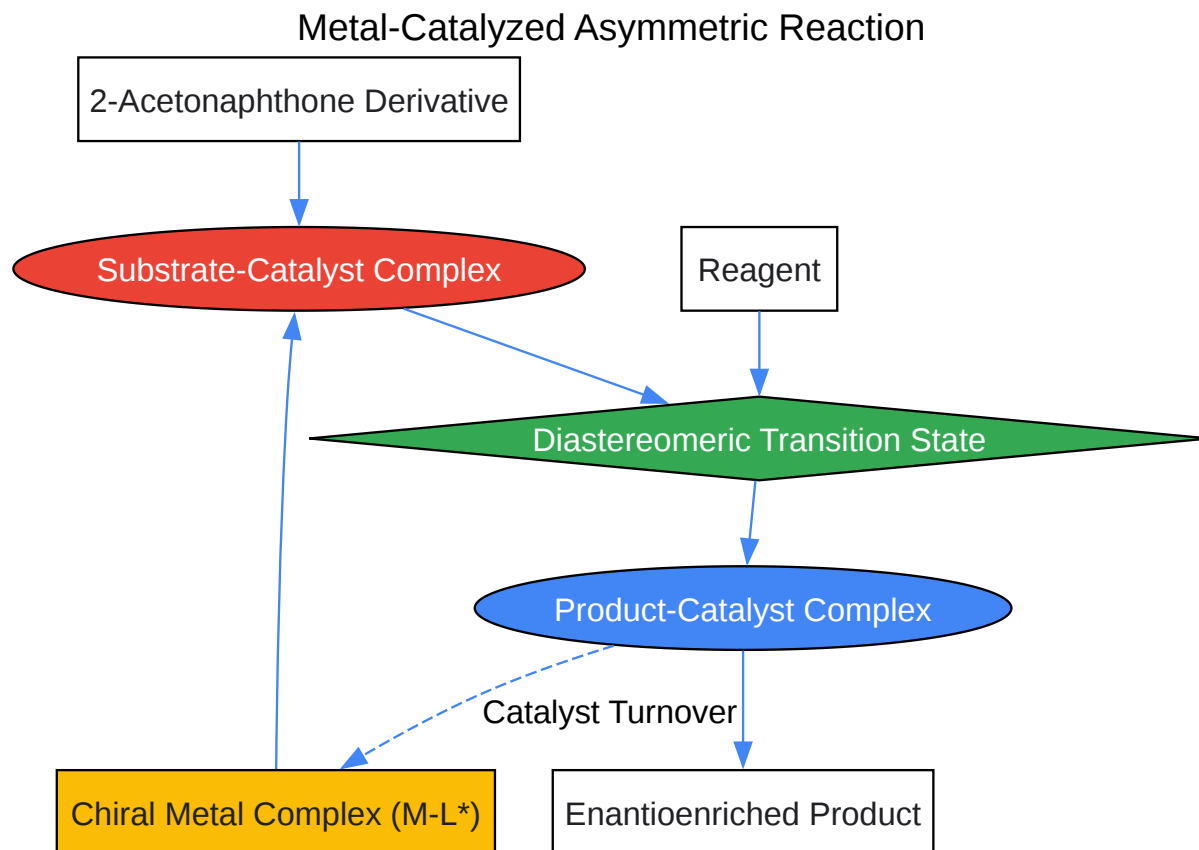 Metal-Catalyzed Asymmetric Reaction
2-Acetonaphthone Derivative
Substrate-Catalyst Complex
Reagent
Diastereomeric Transition State
Product-Catalyst Complex
Catalyst Turnover
Chiral Metal Complex (M-L*)
Enantioenriched Product